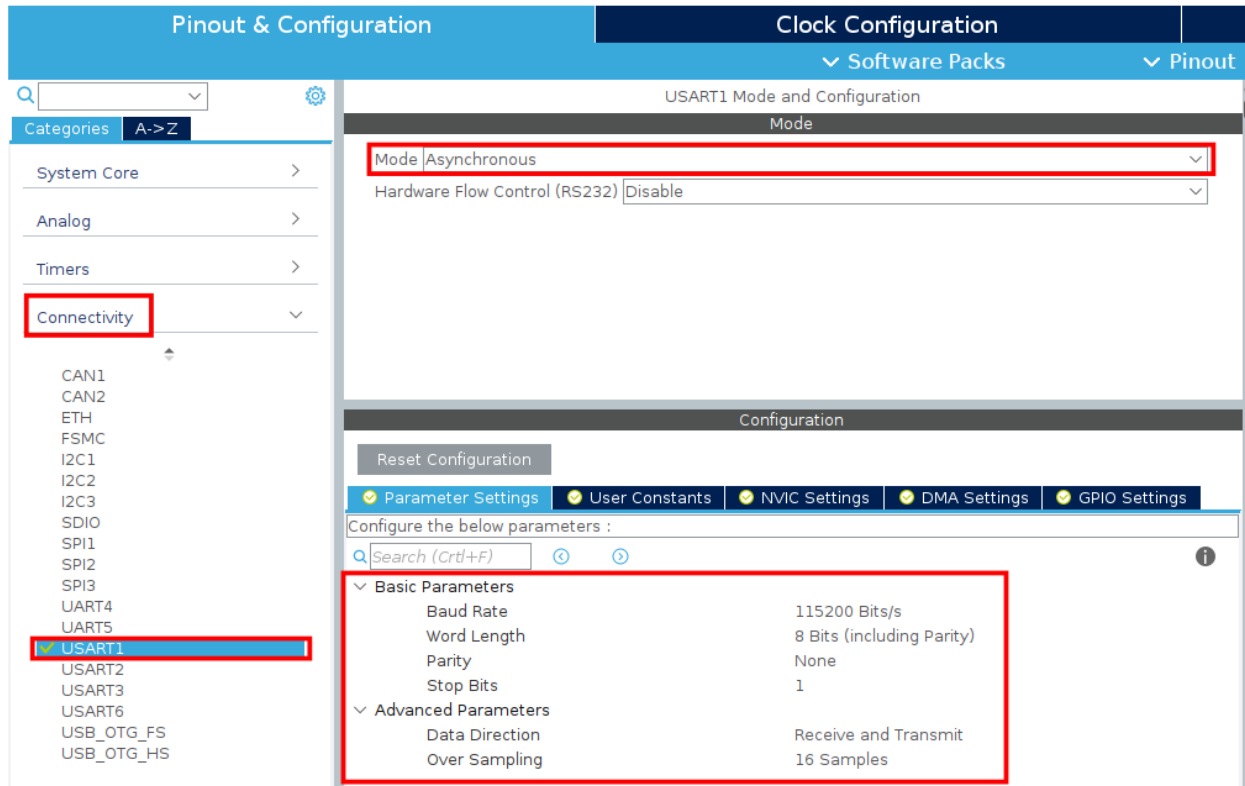 Pinout & Configuration
Clock Configuration
Software Packs
Pinout
Categories
A->Z
System Core
Analog
Timers
Connectivity
CAN1
CAN2
ETH
FSMC
I2C1
I2C2
I2C3
SDIO
SPI1
SPI2
SPI3
UART4
UART5
USART1
USART2
USART3
USART6
USB_OTG_FS
USB_OTG_HS
USART1 Mode and Configuration
Mode
Mode Asynchronous
Hardware Flow Control (RS232) Disable
Configuration
Reset Configuration
Parameter Settings
User Constants
NVIC Settings
DMA Settings
GPIO Settings
Configure the below parameters :
Search (Crtl+F)
Basic Parameters
Baud Rate 115200 Bits/s
Word Length 8 Bits (including Parity)
Parity None
Stop Bits 1
Advanced Parameters
Data Direction Receive and Transmit
Over Sampling 16 Samples